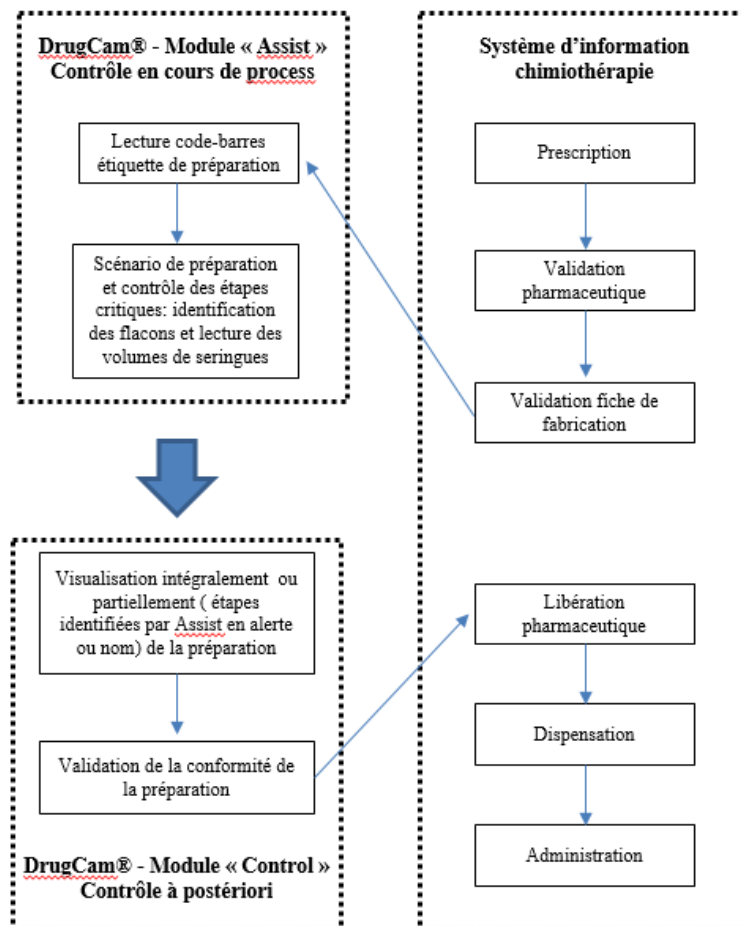 DrugCam® - Module « Assist »
Contrôle en cours de process
Lecture code-barres
étiquette de préparation
Scénario de préparation
et contrôle des étapes
critiques: identification
des flacons et lecture des
volumes de seringues
Système d’information
chimiothérapie
Prescription
Validation
pharmaceutique
Validation fiche de
fabrication
Visualisation intégralement ou
partiellement ( étapes
identifiées par Assist en alerte
ou nom) de la préparation
Validation de la conformité de
la préparation
DrugCam® - Module « Control »
Contrôle à postériori
Libération
pharmaceutique
Dispensation
Administration